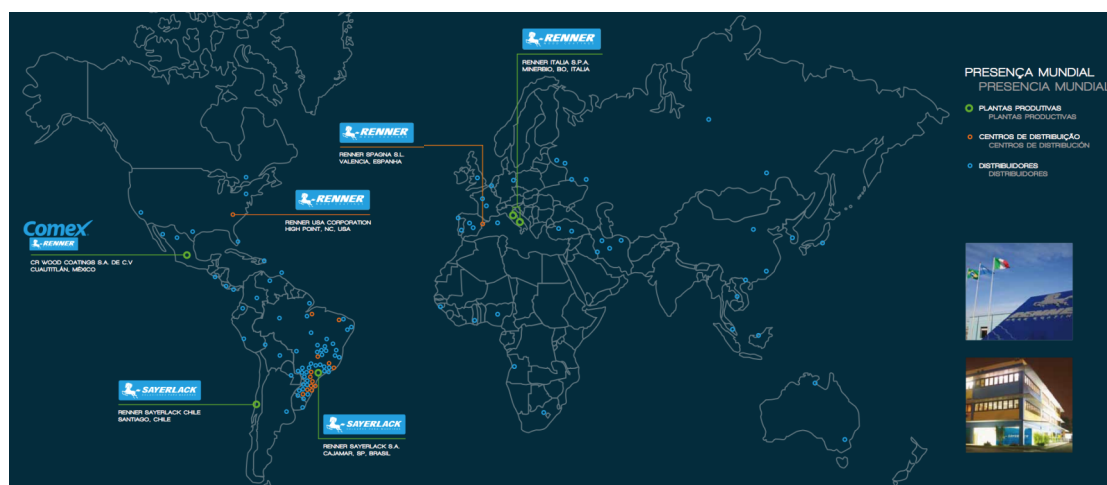 RENNER
RENNER ITALIA S.P.A.
MINERBIO, BO, ITALIA
RENNER
RENNER SPAGNA S.L.
VALENCIA, ESPANHA
RENNER
RENNER USA CORPORATION
HIGH POINT, NC, USA
Comex
RENNER
CR WOOD COATINGS S.A. DE C.V
CUAUTITLÁN, MÉXICO
SAYERLACK
RENNER SAYERLACK CHILE
SANTIAGO, CHILE
SAYERLACK
RENNER SAYERLACK S.A.
CAJAMAR, SP, BRASIL
PRESENÇA MUNDIAL
PRESENCIA MUNDIAL
PLANTAS PRODUTIVAS
PLANTAS PRODUCTIVAS
CENTROS DE DISTRIBUIÇÃO
CENTROS DE DISTRIBUCIÓN
DISTRIBUIDORES
DISTRIBUIDORES